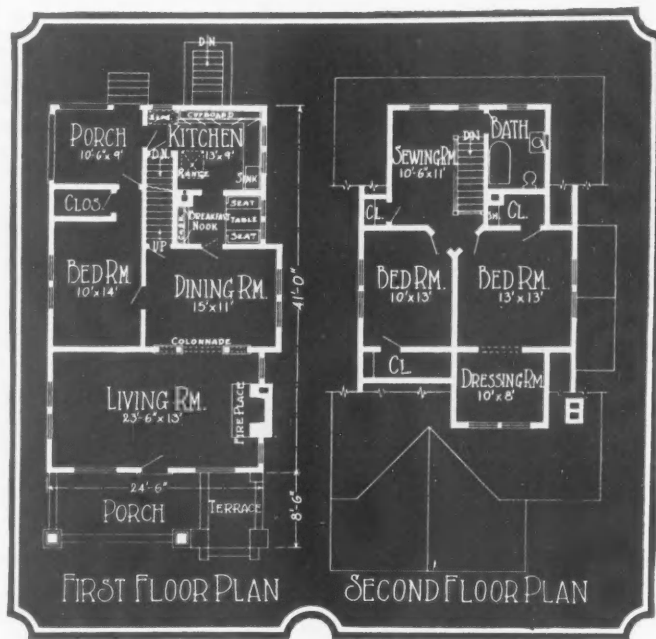 DN
PORCH
10'-6"x 9'
REFG.
CUPBOARD
KITCHEN
13'x 9'
DN.
RANGE
SINK
CLOS.
BREAKFAST
NOOK
SEAT
TABLE
SEAT
UP
BED RM.
10'x 14'
DINING RM.
15'x 11'
41'-0"
COLONNADE
LIVING RM.
23'-6"x 13'
FIRE PLACE
24'-6"
PORCH
TERRACE
8'-6"
FIRST FLOOR PLAN
BATH
DN.
SEWING RM.
10'-6"x 11'
CL.
CL.
BED RM.
10'x 13'
BED RM.
13'x 13'
CL.
DRESSING RM.
10'x 8'
SECOND FLOOR PLAN